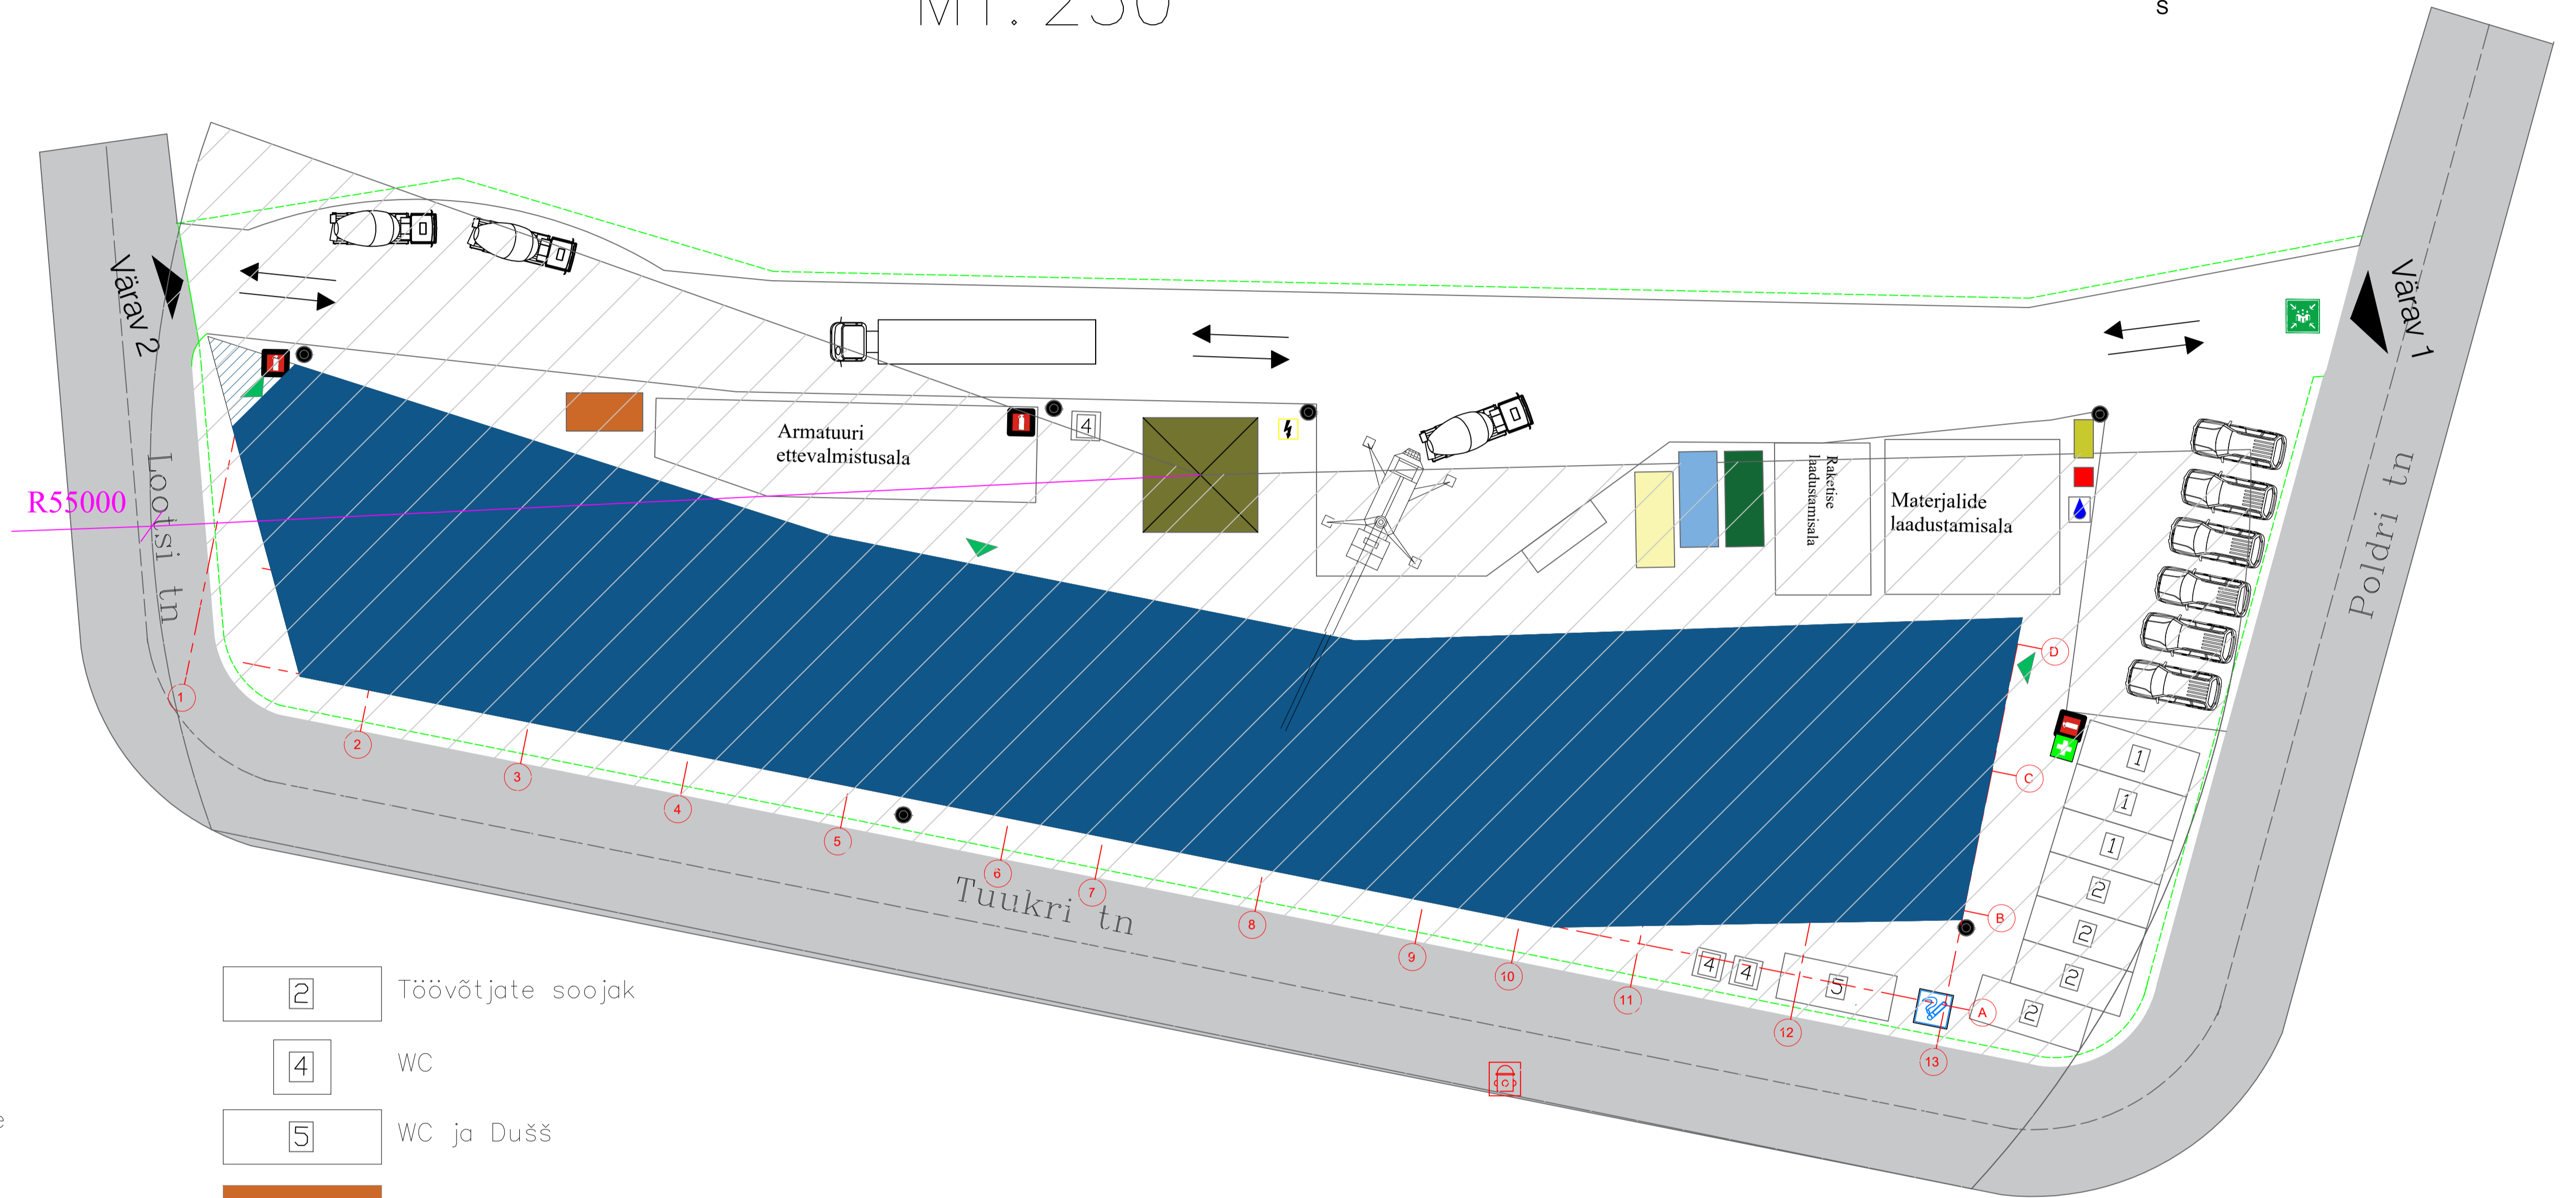 MT: 250
S
Värav 2
Värav 1
Armatuuri
ettevalmistusala
4
Raketise
laadustamisala
Materjalide
laadustamisala
R55000
Lootsi tn
Poldri tn
Tuukri tn
1
2
3
4
5
6
7
8
9
10
11
12
13
D
C
B
A
1
1
1
2
2
2
2
4
4
5
2 Töövõtjate soojak
4 WC
5 WC ja Dušš
e